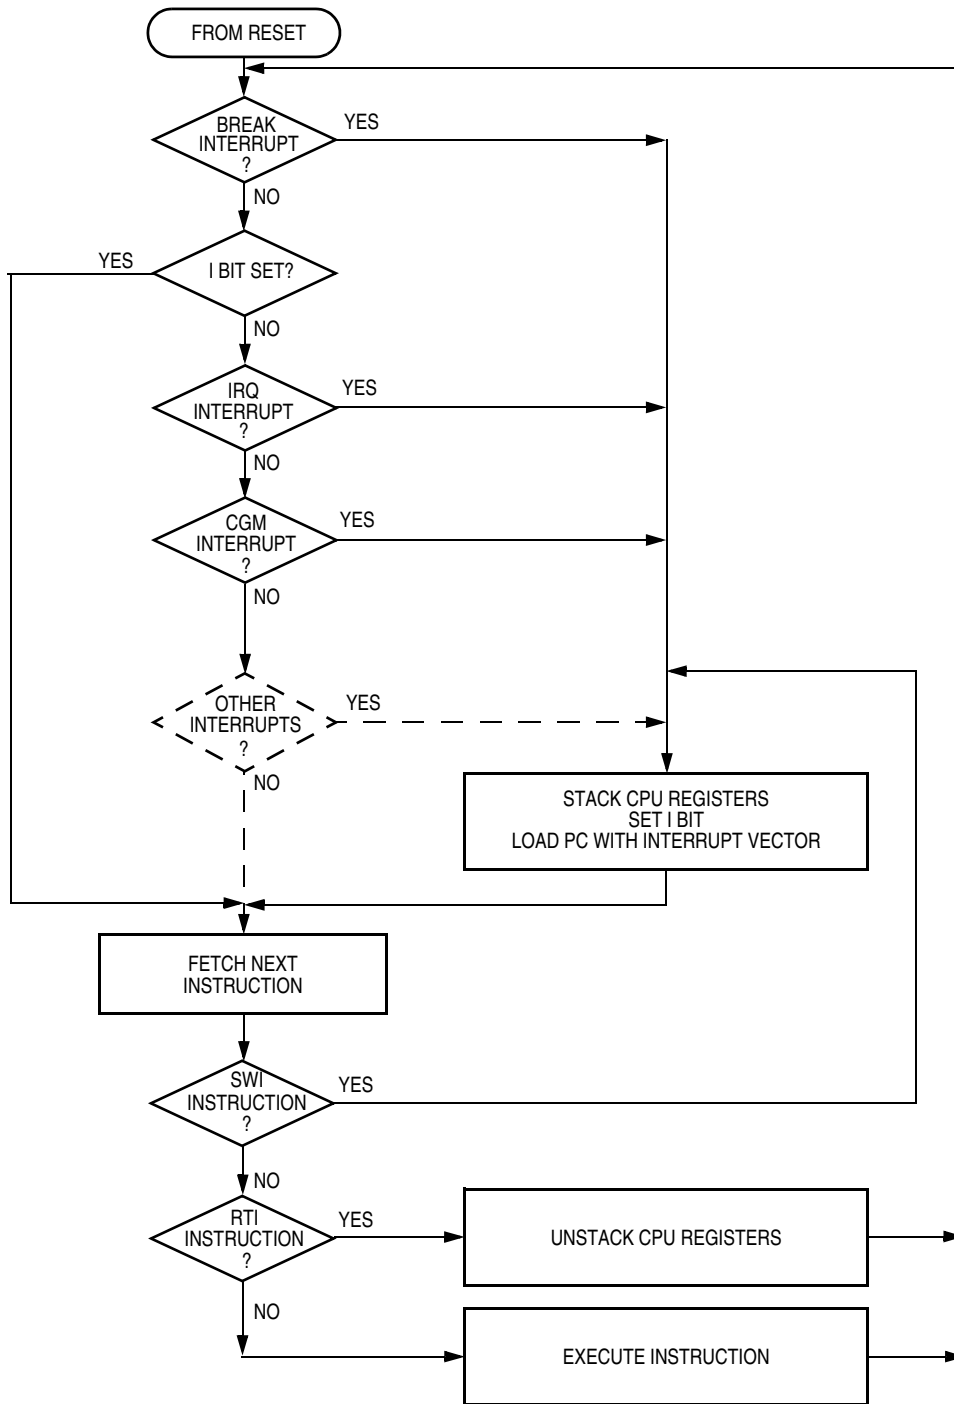 FROM RESET
BREAK
INTERRUPT
?
YES
NO
YES
I BIT SET?
NO
IRQ
INTERRUPT
?
YES
NO
CGM
INTERRUPT
?
YES
NO
OTHER
INTERRUPTS
?
YES
NO
STACK CPU REGISTERS
SET I BIT
LOAD PC WITH INTERRUPT VECTOR
FETCH NEXT
INSTRUCTION
SWI
INSTRUCTION
?
YES
NO
RTI
INSTRUCTION
?
YES
UNSTACK CPU REGISTERS
NO
EXECUTE INSTRUCTION